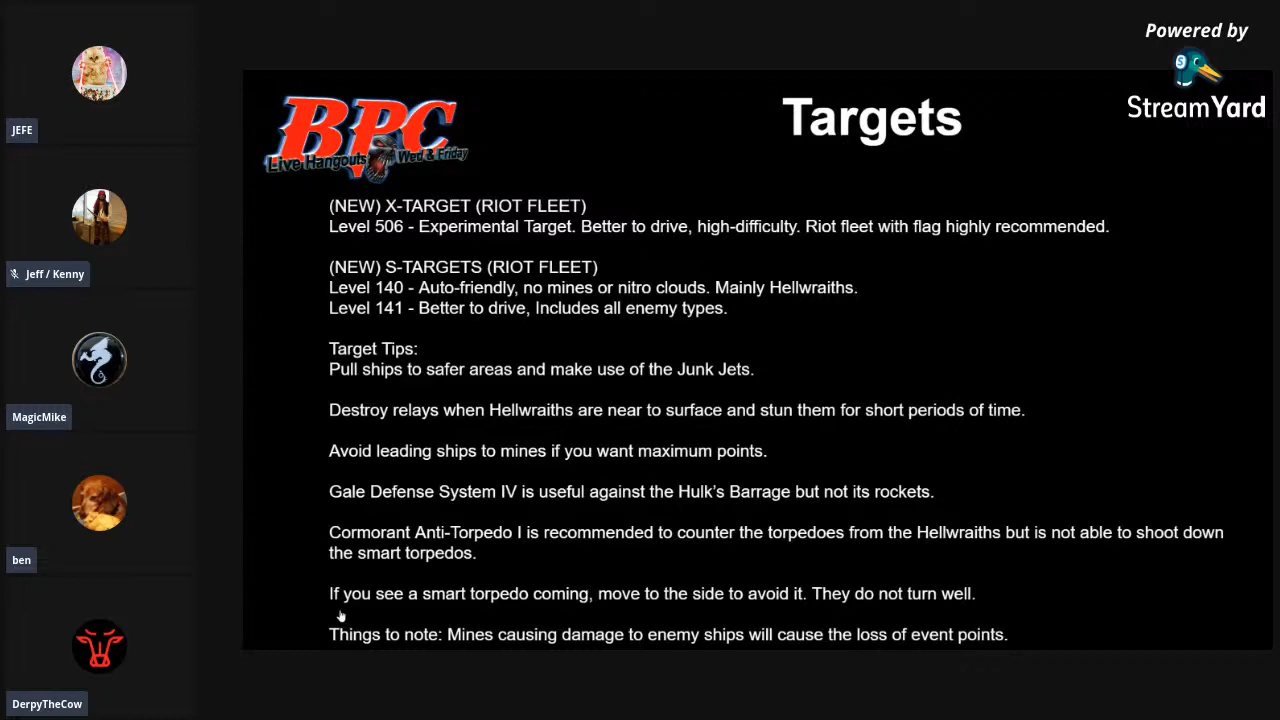 Powered by
StreamYard
BPC
Live Hangouts Wed & Friday
Targets
(NEW) X-TARGET (RIOT FLEET)
Level 506 - Experimental Target. Better to drive, high-difficulty. Riot fleet with flag highly recommended.
(NEW) S-TARGETS (RIOT FLEET)
Level 140 - Auto-friendly, no mines or nitro clouds. Mainly Hellwraiths.
Level 141 - Better to drive, Includes all enemy types.
Target Tips:
Pull ships to safer areas and make use of the Junk Jets.
Destroy relays when Hellwraiths are near to surface and stun them for short periods of time.
Avoid leading ships to mines if you want maximum points.
Gale Defense System IV is useful against the Hulk's Barrage but not its rockets.
Cormorant Anti-Torpedo I is recommended to counter the torpedoes from the Hellwraiths but is not able to shoot down
the smart torpedos.
If you see a smart torpedo coming, move to the side to avoid it. They do not turn well.
Things to note: Mines causing damage to enemy ships will cause the loss of event points.
JEFE
Jeff / Kenny
MagicMike
ben
DerpyTheCow